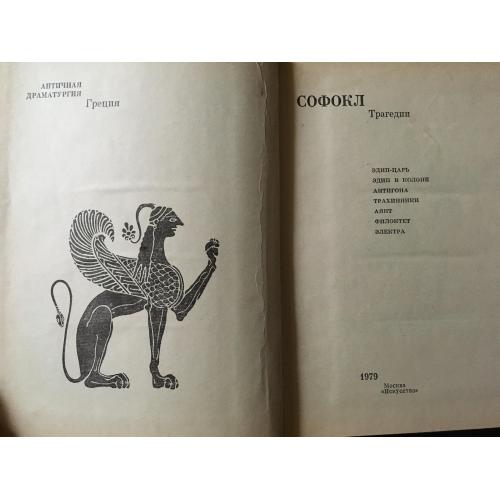 АНТИЧНАЯ
ДРАМАТУРГИЯ
Греция
СОФОКЛ
Трагедии
ЭДИП-ЦАРЬ
ЭДИП В КОЛОНЕ
АНТИГОНА
ТРАХИНЯНКИ
АЯНТ
ФИЛОКТЕТ
ЭЛЕКТРА
1979
Москва
«Искусство»